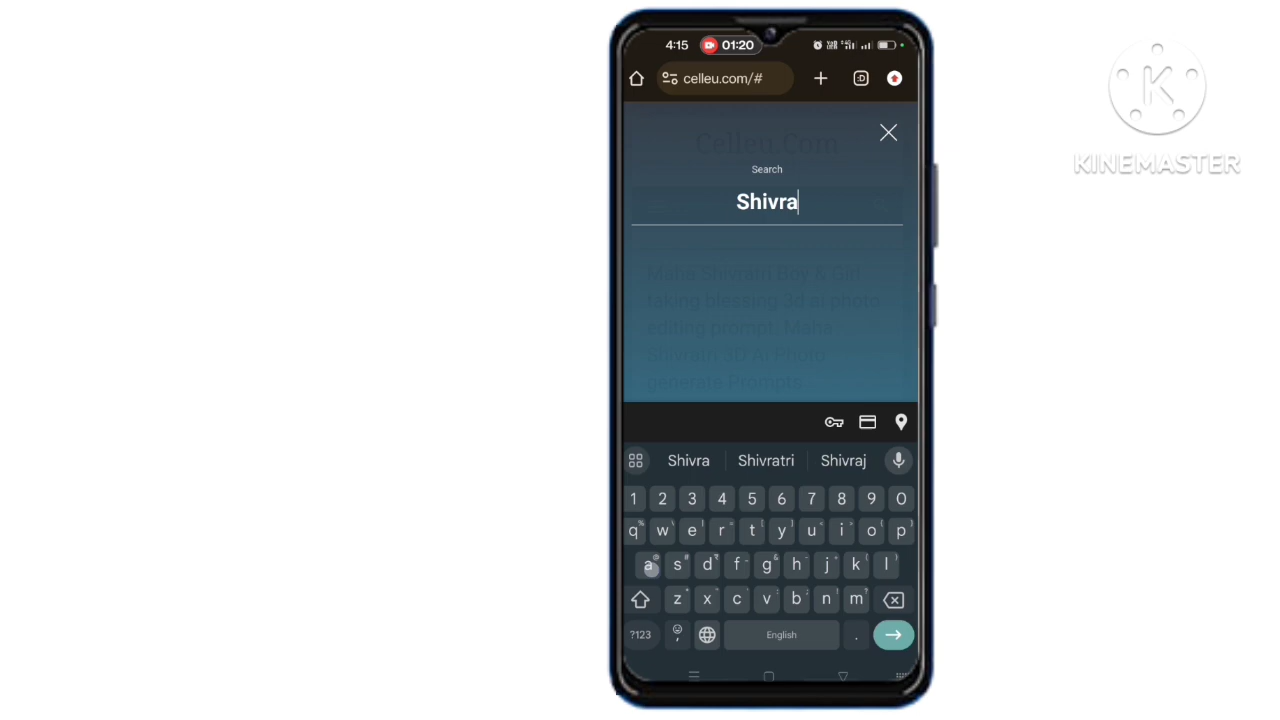 4:15 01:20
celleu.com/#
:D
Celleu.Com
Search
Shivra
Maha Shivratri Boy & Girl
taking blessing 3d ai photo
editing prompt. Maha
Shivratri 3D Ai Photo
generate Prompts
Shivra Shivratri Shivraj
1 2 3 4 5 6 7 8 9 0
q w e r t y u i o p
a s d f g h j k l
z x c v b n m
?123 , English .
KINEMASTER